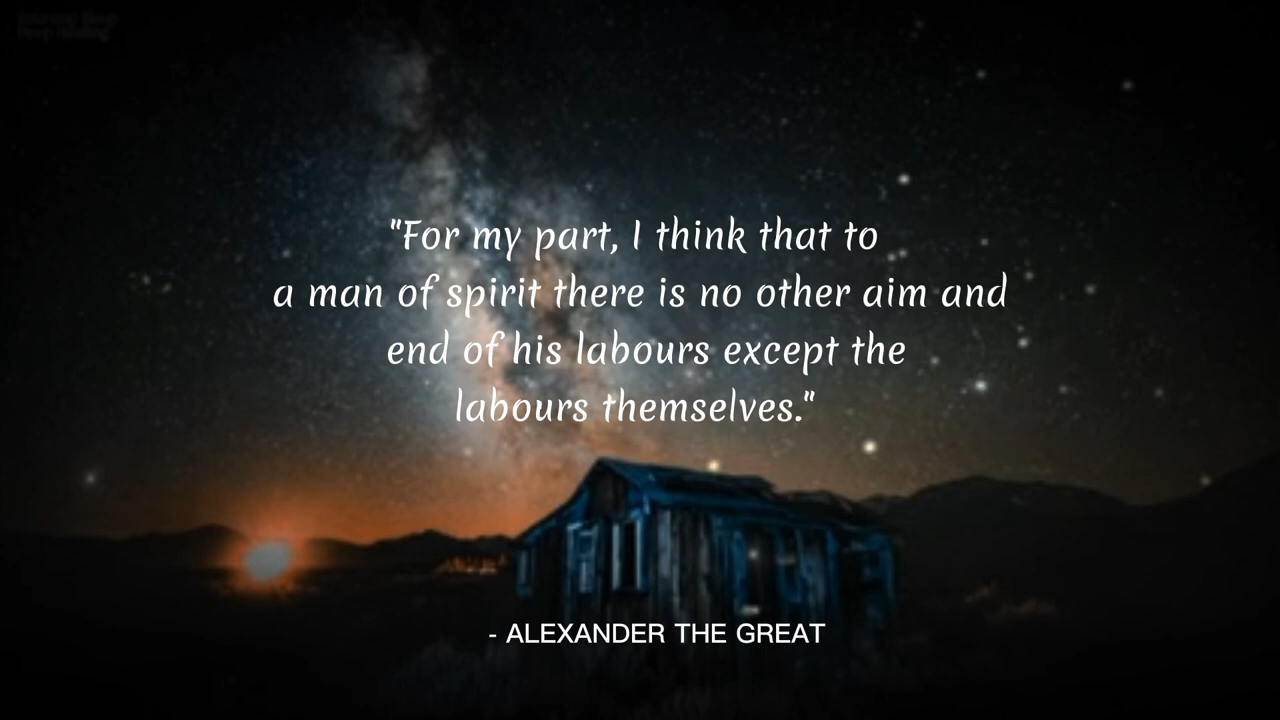 "For my part, I think that to
a man of spirit there is no other aim and
end of his labours except the
labours themselves."
- ALEXANDER THE GREAT